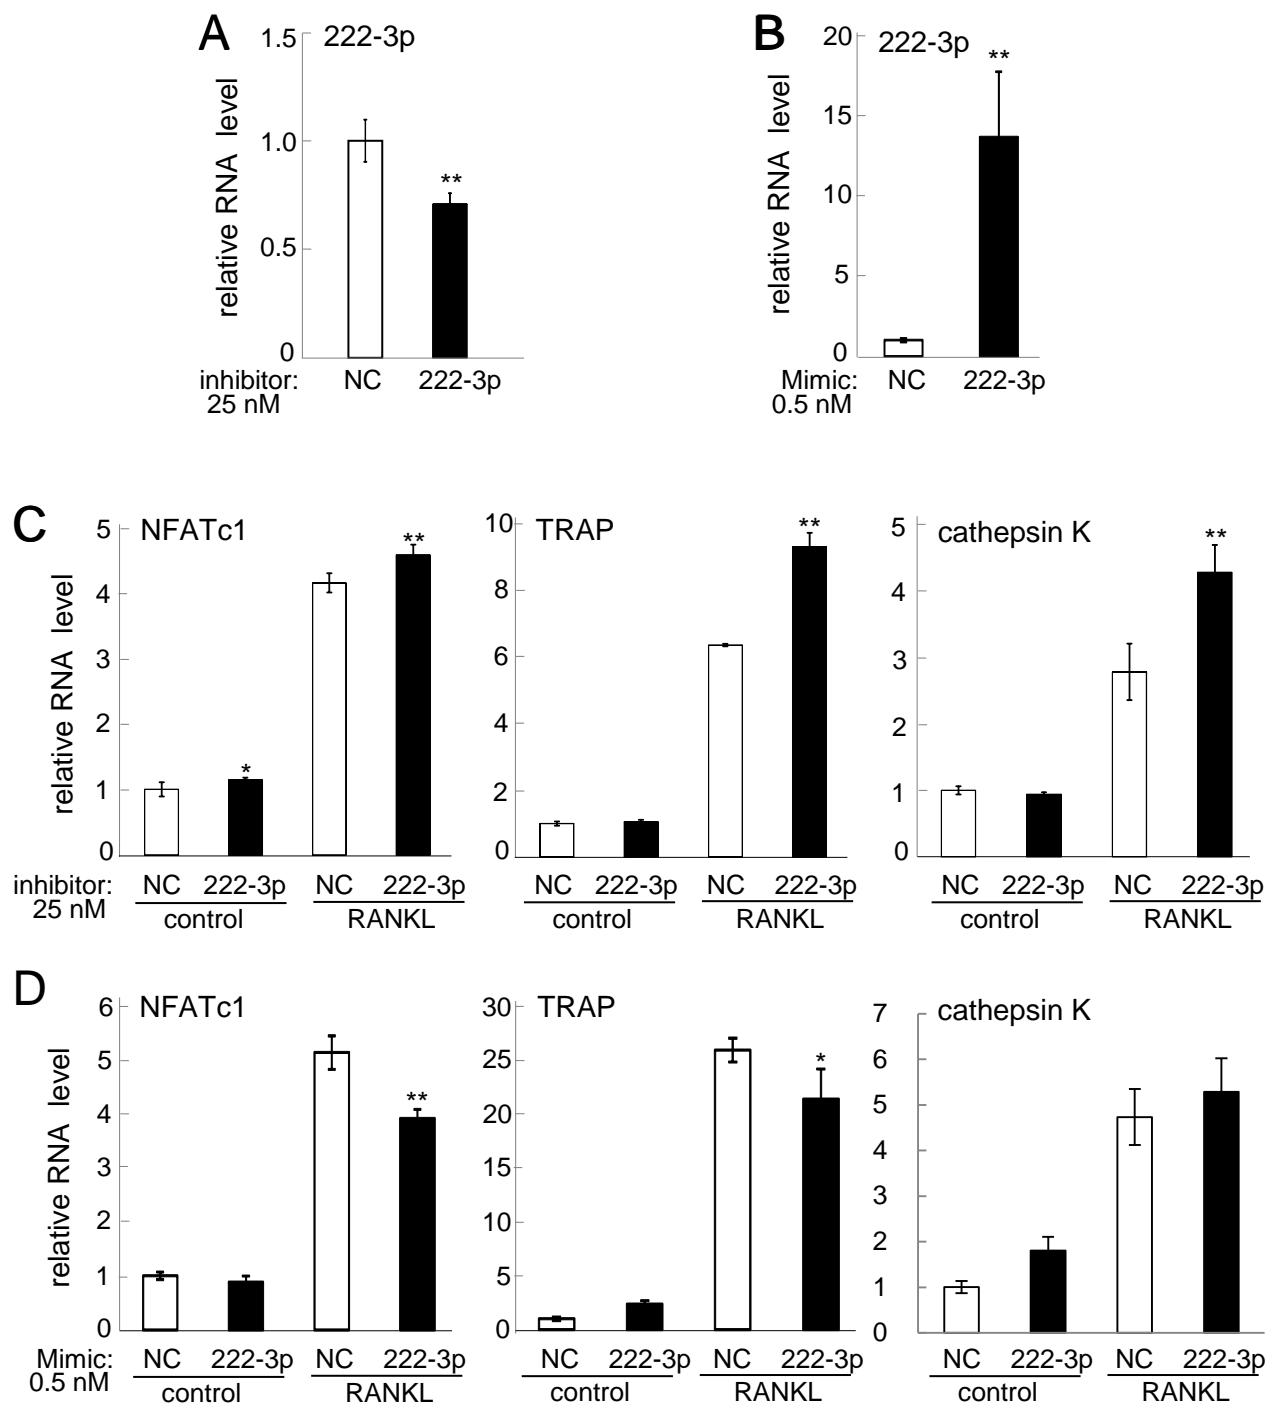 A
222-3p
1.5
1.0
0.5
0
relative RNA level
**
inhibitor:
25 nM
NC
222-3p
B
222-3p
20
15
10
5
0
relative RNA level
**
Mimic:
0.5 nM
NC
222-3p
C
NFATc1
5
4
3
2
1
0
relative RNA level
*
**
inhibitor:
25 nM
NC 222-3p NC 222-3p
control RANKL
TRAP
10
8
6
4
2
0
**
NC 222-3p NC 222-3p
control RANKL
cathepsin K
5
4
3
2
1
0
**
NC 222-3p NC 222-3p
control RANKL
D
NFATc1
6
5
4
3
2
1
0
relative RNA level
**
Mimic:
0.5 nM
NC 222-3p NC 222-3p
control RANKL
TRAP
30
25
20
15
10
5
0
*
NC 222-3p NC 222-3p
control RANKL
cathepsin K
7
6
5
4
3
2
1
0
NC 222-3p NC 222-3p
control RANKL